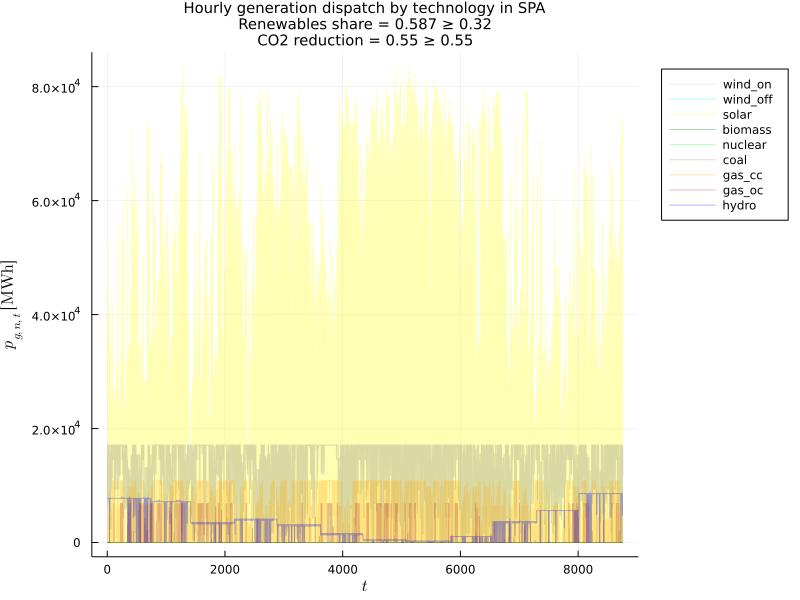 Hourly generation dispatch by technology in SPA
Renewables share = 0.587 ≥ 0.32
CO2 reduction = 0.55 ≥ 0.55
8.0×10⁴
6.0×10⁴
4.0×10⁴
2.0×10⁴
0
p_{g,n,t} [MWh]
0 2000 4000 6000 8000
t
wind_on
wind_off
solar
biomass
nuclear
coal
gas_cc
gas_oc
hydro